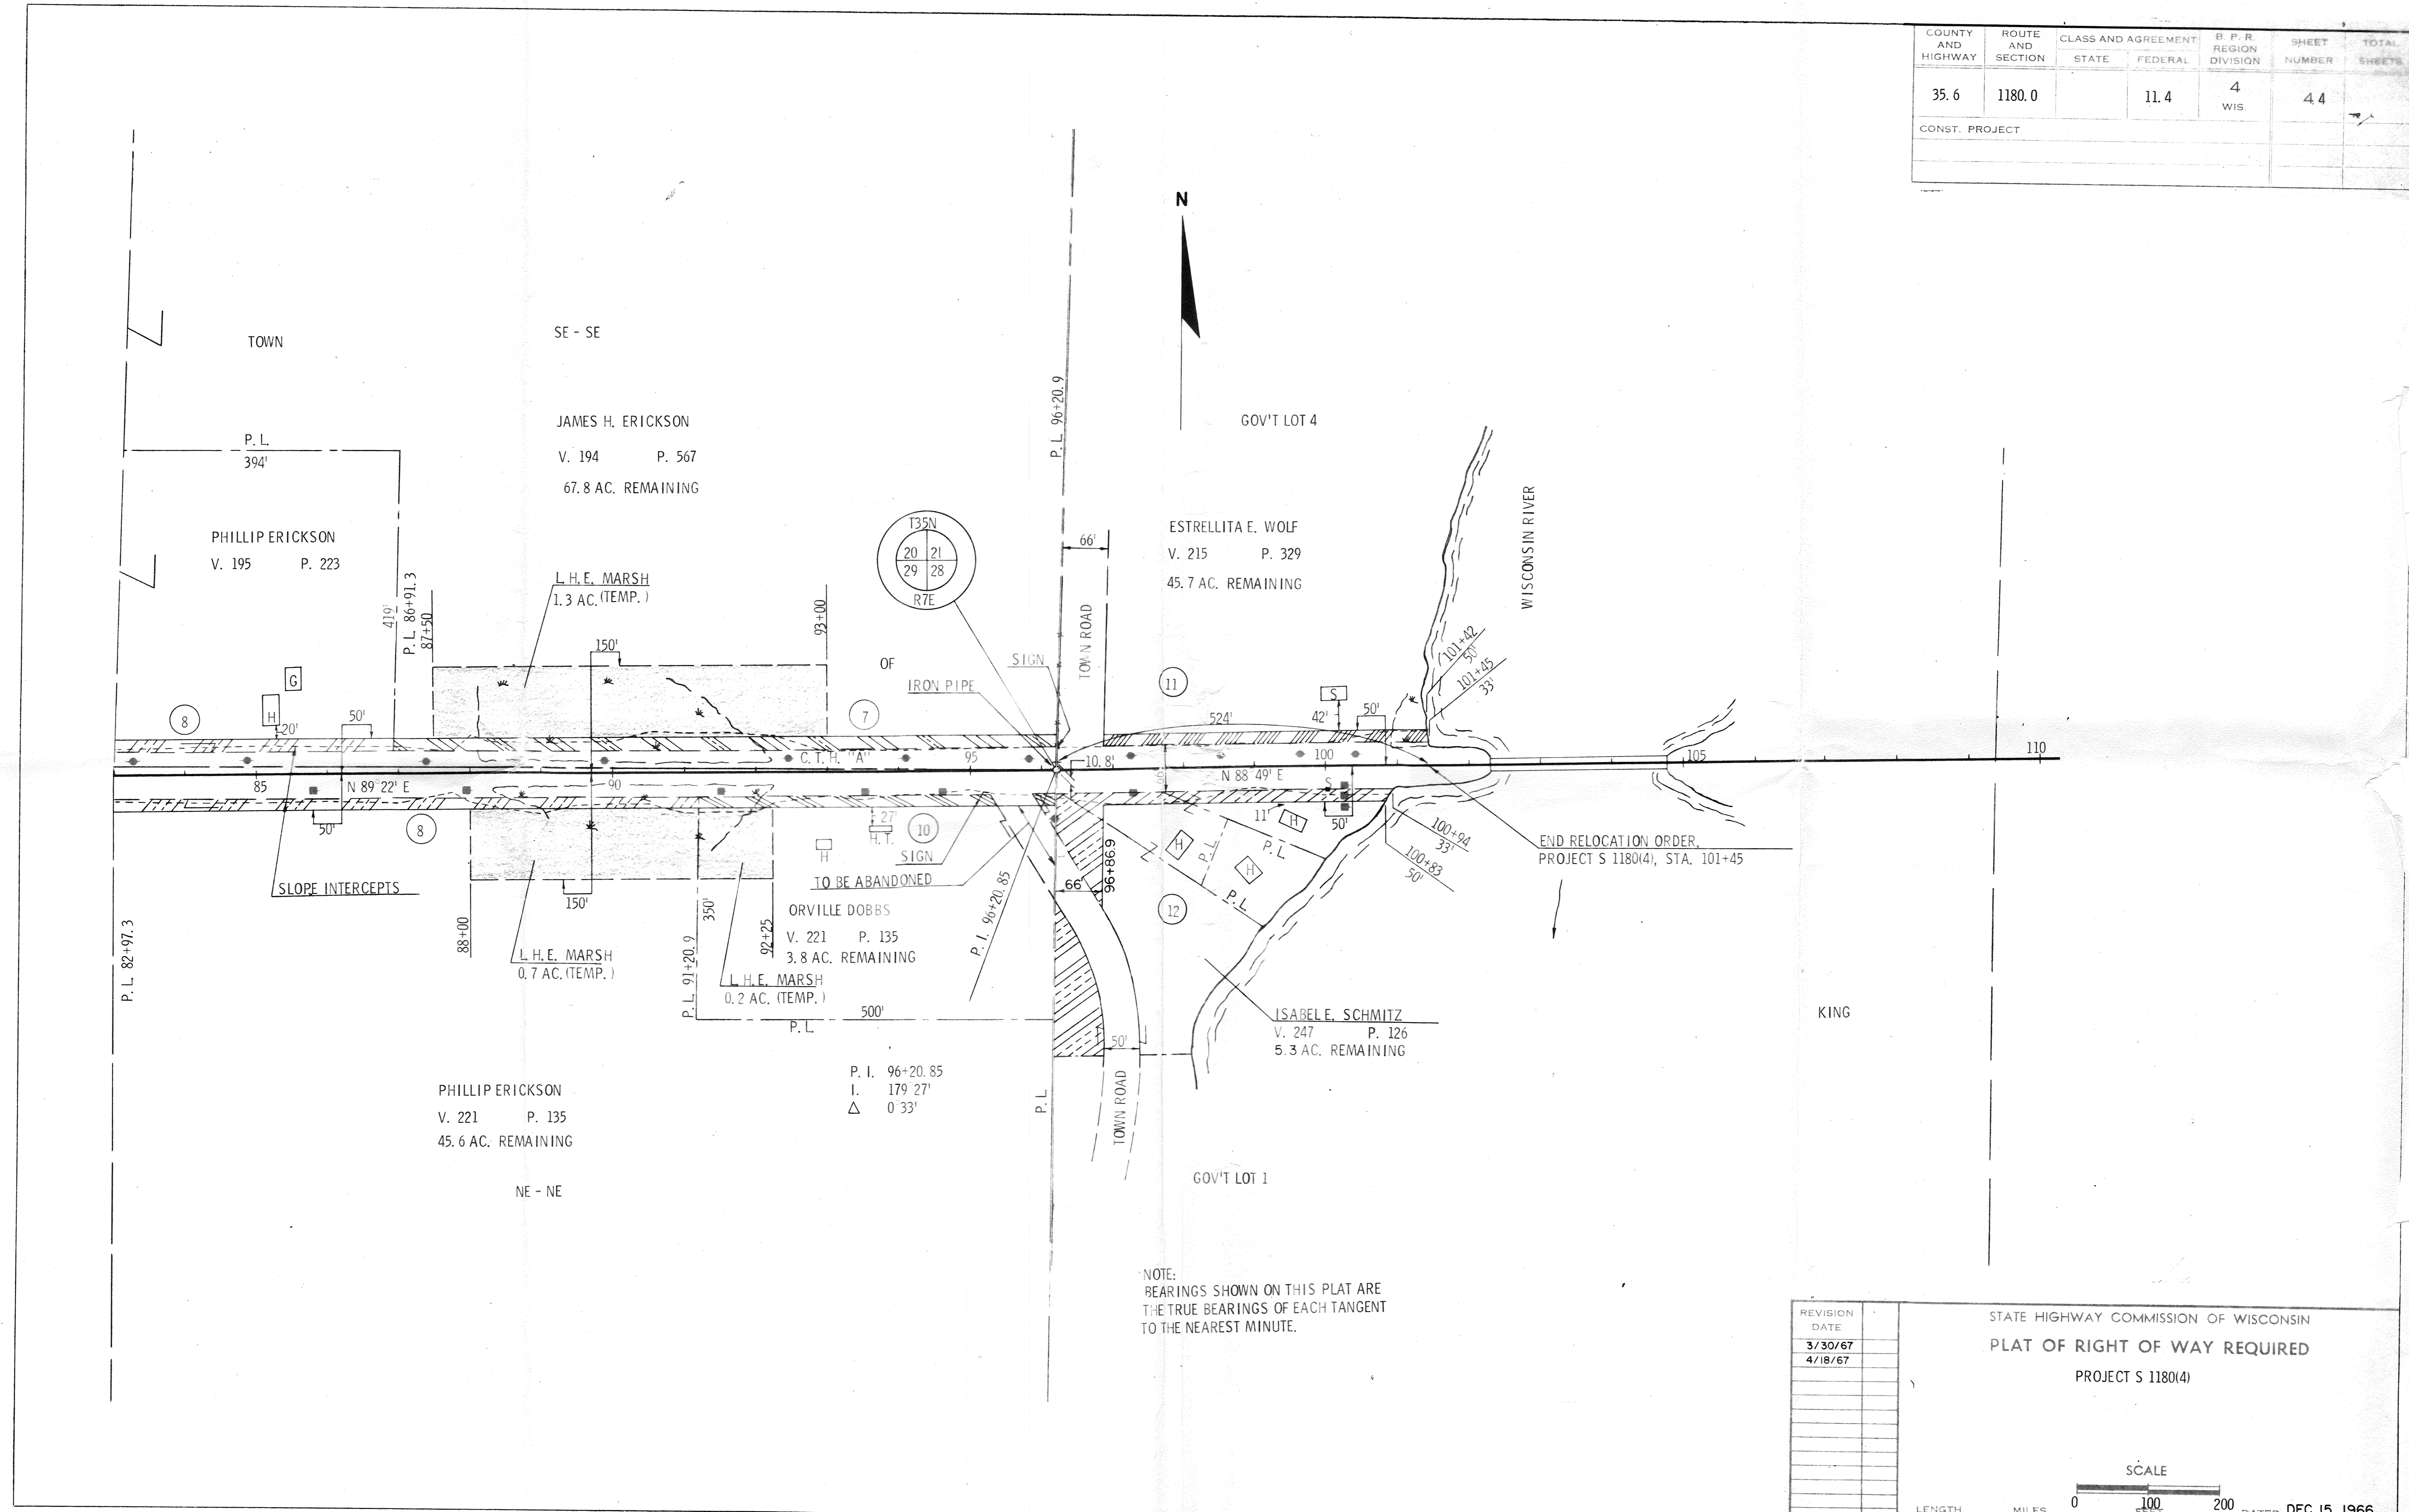 COUNTY AND HIGHWAY
ROUTE AND SECTION
CLASS AND AGREEMENT
STATE
FEDERAL
B. P. R. REGION DIVISION
SHEET NUMBER
TOTAL SHEETS
35. 6
1180. 0
11. 4
4 WIS.
4.4
CONST. PROJECT
N
TOWN
SE - SE
JAMES H. ERICKSON
V. 194 P. 567
67. 8 AC. REMAINING
P. L.
394'
PHILLIP ERICKSON
V. 195 P. 223
419'
P. L. 86+91. 3
87+50
L. H. E. MARSH
1. 3 AC. (TEMP. )
150'
93+00
T35N
20 21
29 28
R7E
OF
IRON PIPE
SIGN
P. L. 96+20. 9
66'
TOWN ROAD
GOV'T LOT 4
ESTRELLITA E. WOLF
V. 215 P. 329
45. 7 AC. REMAINING
WISCONSIN RIVER
101+42
50'
101+45
33'
G
H
20'
50'
8
7
11
524'
S
42'
50'
C. T. H. "A"
95
10. 8'
100
105
110
85
N 89° 22' E
90
N 88° 49' E
S
50'
8
27'
H. T.
10
H
SIGN
TO BE ABANDONED
11'
H
50'
H
P. L.
P. L.
H
P. L.
100+94
33'
100+83
50'
END RELOCATION ORDER,
PROJECT S 1180(4), STA. 101+45
SLOPE INTERCEPTS
150'
88+00
L. H. E. MARSH
0. 7 AC. (TEMP. )
350'
P. L. 91+20. 9
92+25
ORVILLE DOBBS
V. 221 P. 135
3. 8 AC. REMAINING
L. H. E. MARSH
0. 2 AC. (TEMP. )
P. I. 96+20. 85
66'
96+86.9
12
P. L. 82+97. 3
500'
P. L.
ISABEL E. SCHMITZ
V. 247 P. 126
5. 3 AC. REMAINING
KING
50'
TOWN ROAD
P. L.
P. I. 96+20. 85
I. 179° 27'
△ 0° 33'
PHILLIP ERICKSON
V. 221 P. 135
45. 6 AC. REMAINING
NE - NE
GOV'T LOT 1
NOTE:
BEARINGS SHOWN ON THIS PLAT ARE
THE TRUE BEARINGS OF EACH TANGENT
TO THE NEAREST MINUTE.
REVISION DATE
3/30/67
4/18/67
STATE HIGHWAY COMMISSION OF WISCONSIN
PLAT OF RIGHT OF WAY REQUIRED
PROJECT S 1180(4)
SCALE
0 100 200
LENGTH MILES FEET DATED DEC. 15, 1966